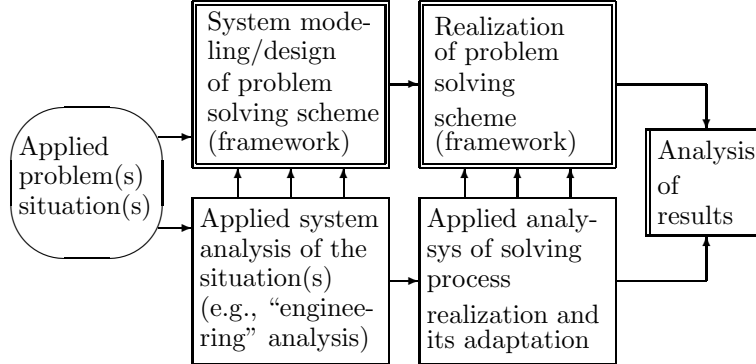 System mode-
ling/design
of problem
solving scheme
(framework)
Realization
of problem
solving
scheme
(framework)
Applied
problem(s)
situation(s)
Analysis
of
results
Applied system
analysis of the
situation(s)
(e.g., “enginee-
ring” analysis)
Applied analy-
sys of solving
process
realization and
its adaptation